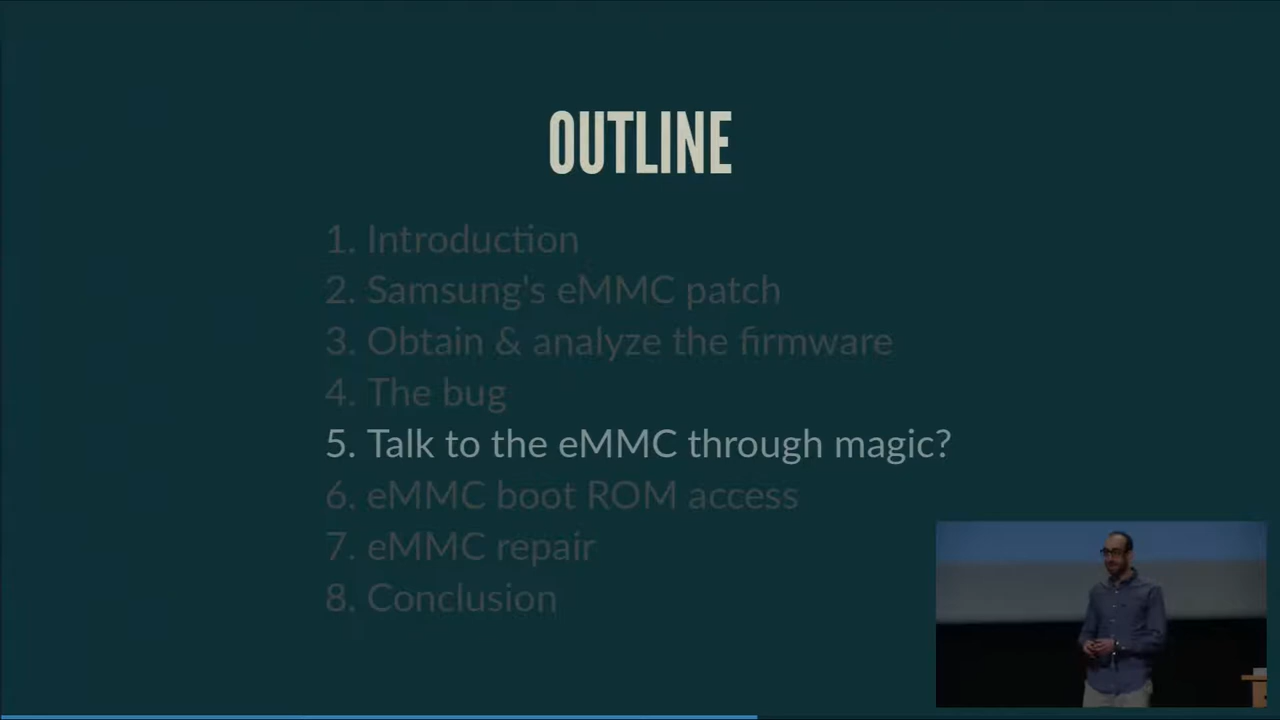 OUTLINE
1. Introduction
2. Samsung's eMMC patch
3. Obtain & analyze the firmware
4. The bug
5. Talk to the eMMC through magic?
6. eMMC boot ROM access
7. eMMC repair
8. Conclusion